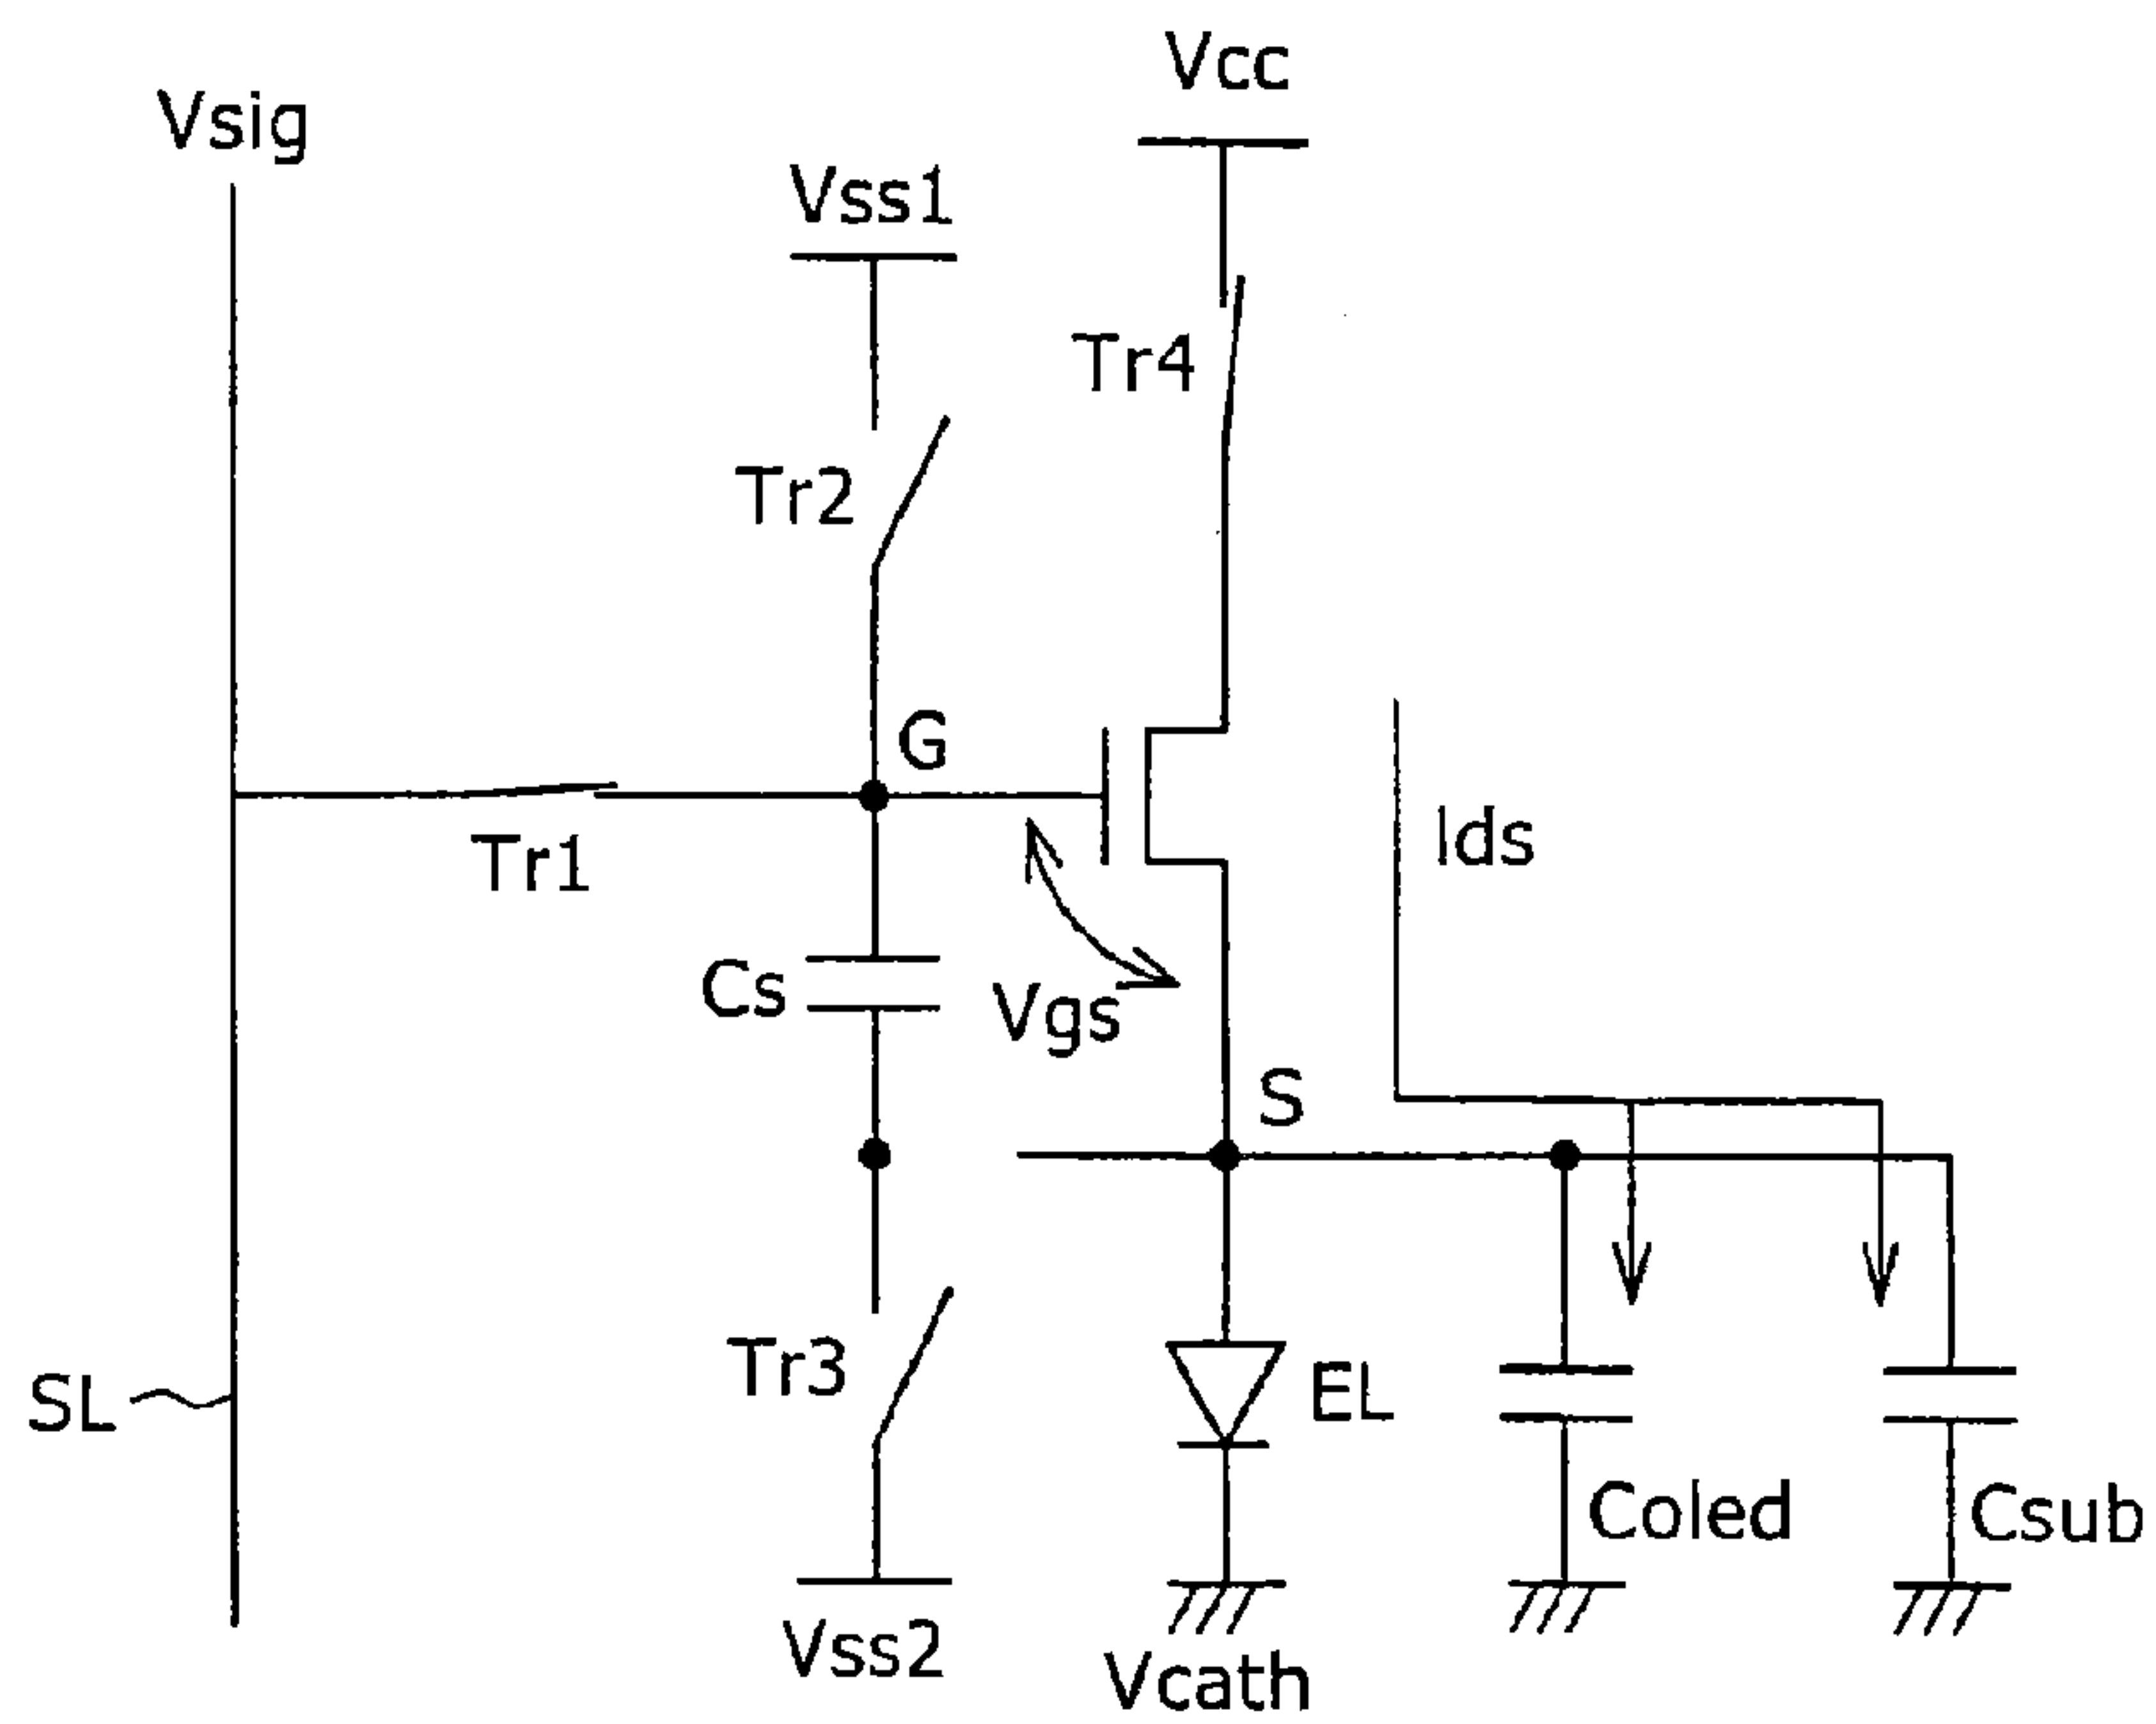 Vcc
Vsig
Vss1
Tr4
Tr2
G
Ids
Tr1
Cs
Vgs
S
Tr3
EL
SL
Coled
Csub
Vss2
Vcath